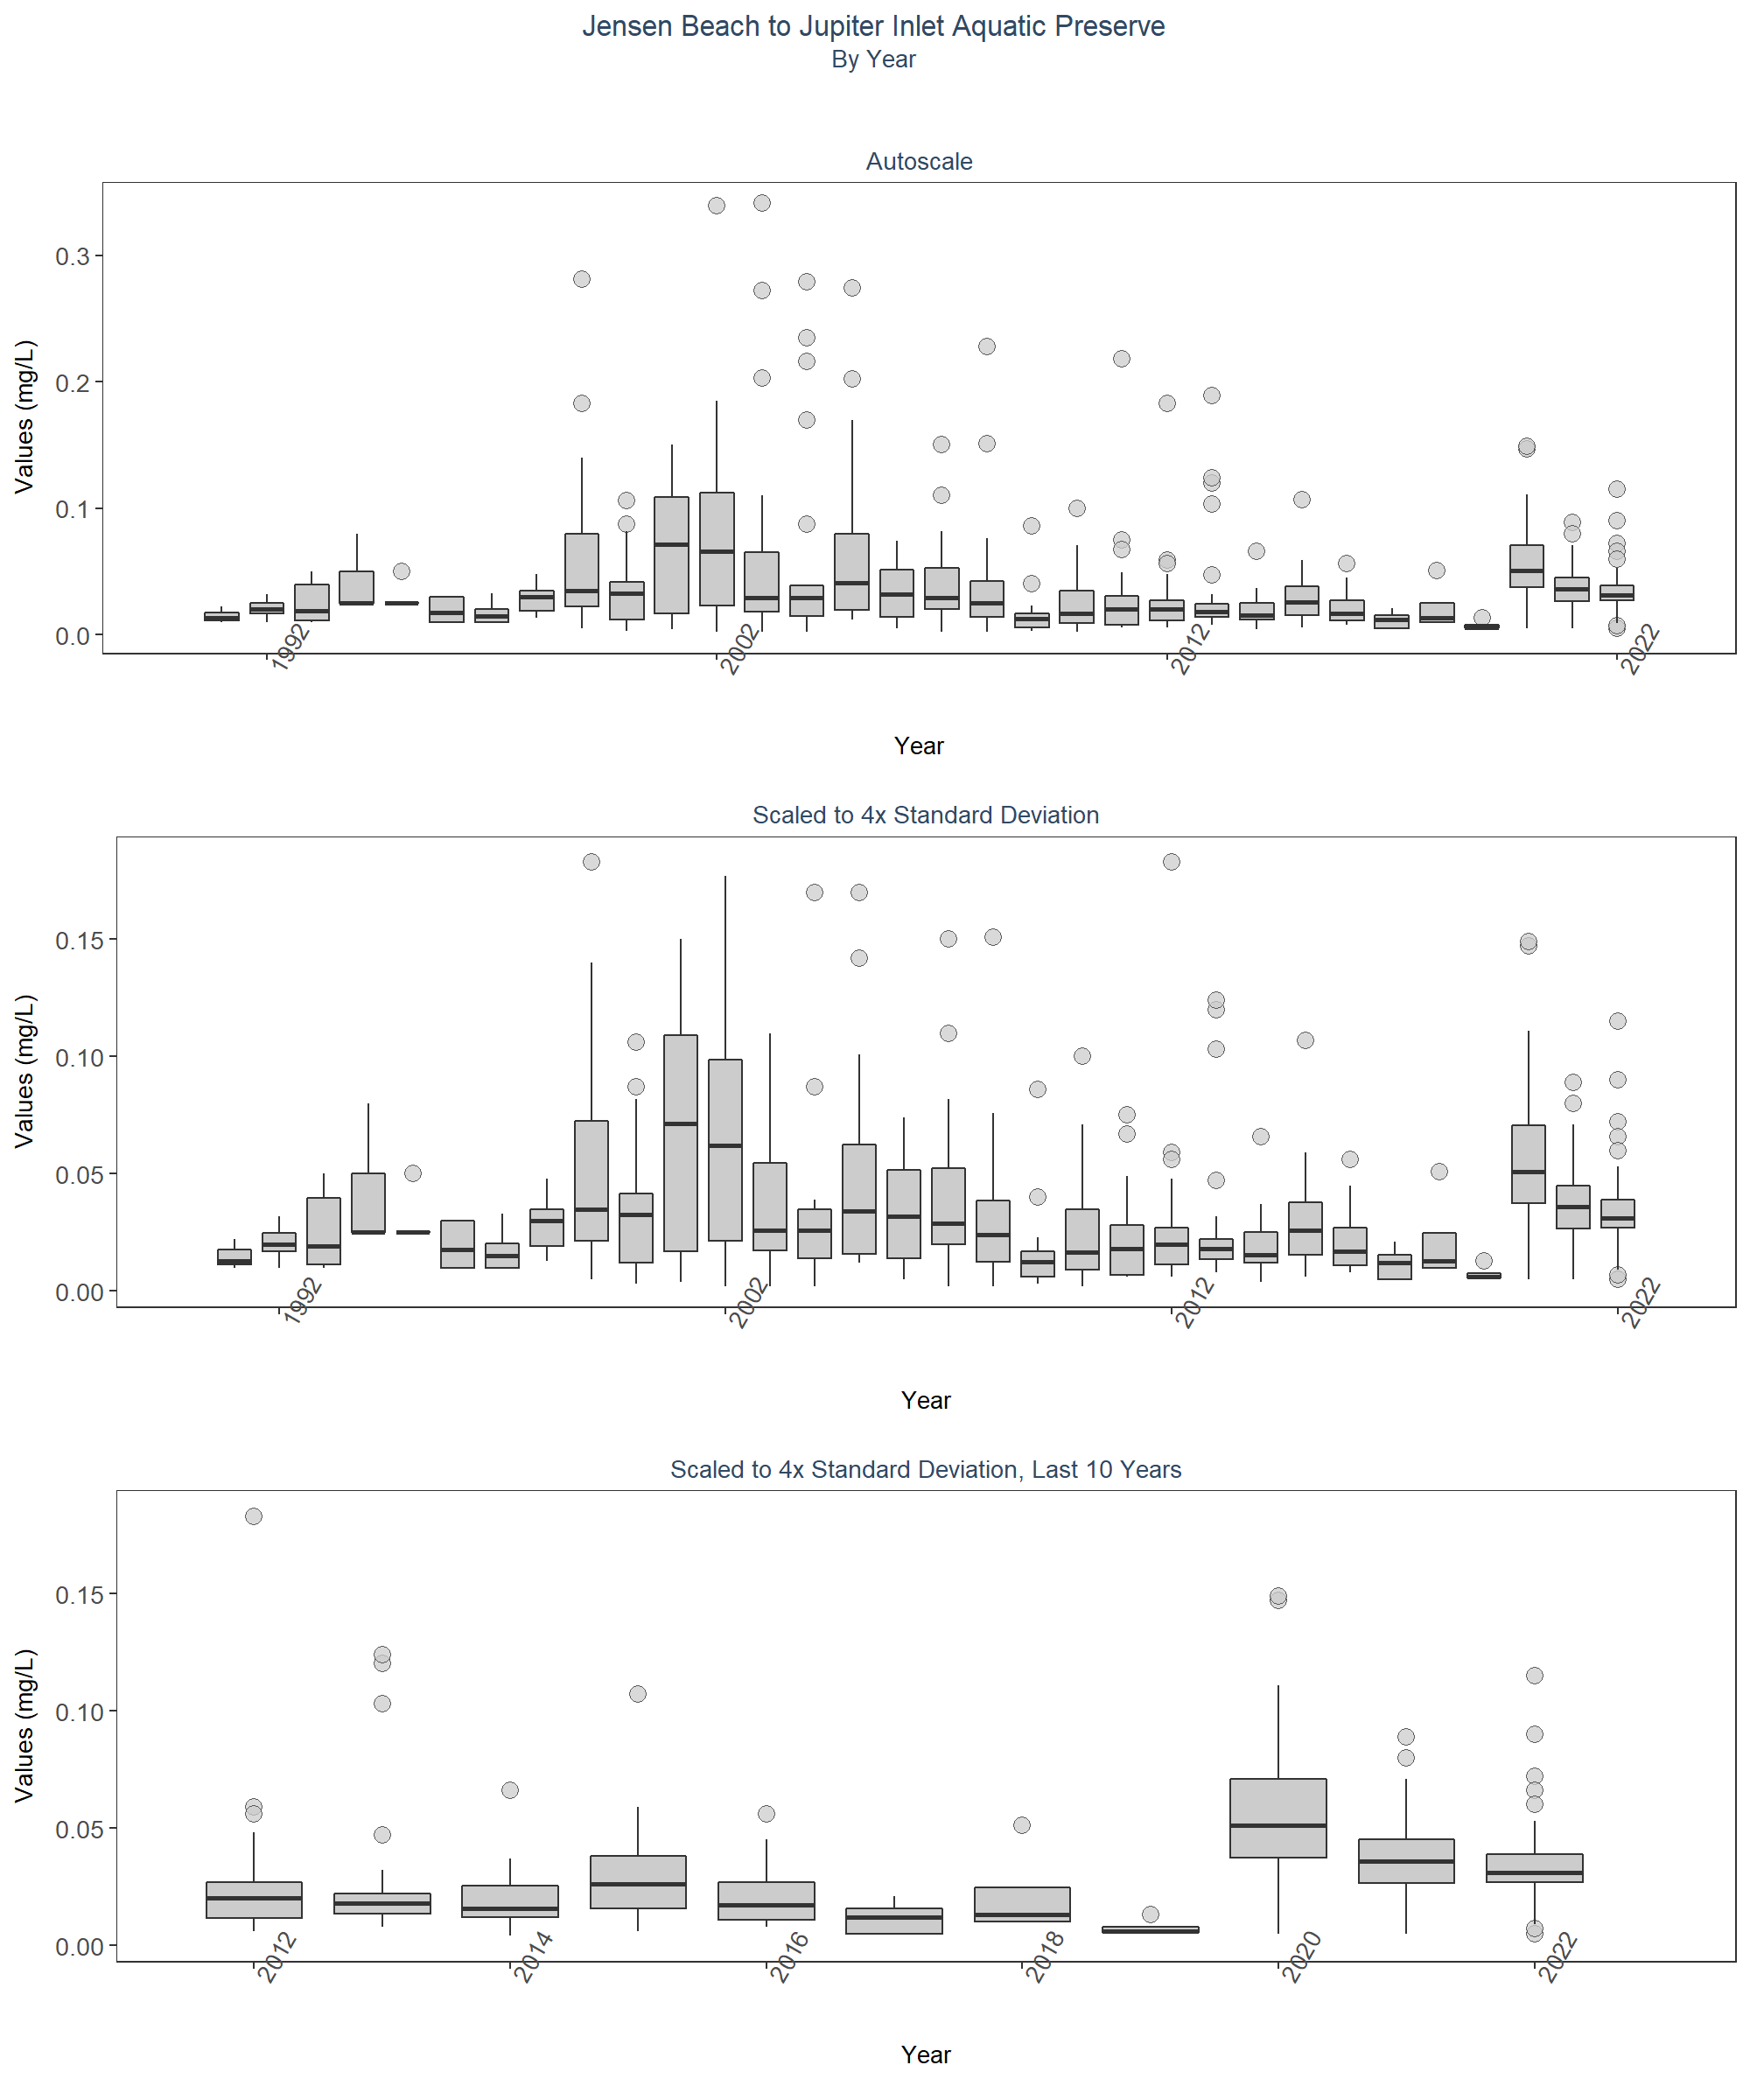 Jensen Beach to Jupiter Inlet Aquatic Preserve
By Year
Autoscale
Values (mg/L)
0.3
0.2
0.1
0.0
1992
2002
2012
2022
Year
Scaled to 4x Standard Deviation
Values (mg/L)
0.15
0.10
0.05
0.00
1992
2002
2012
2022
Year
Scaled to 4x Standard Deviation, Last 10 Years
Values (mg/L)
0.15
0.10
0.05
0.00
2012
2014
2016
2018
2020
2022
Year